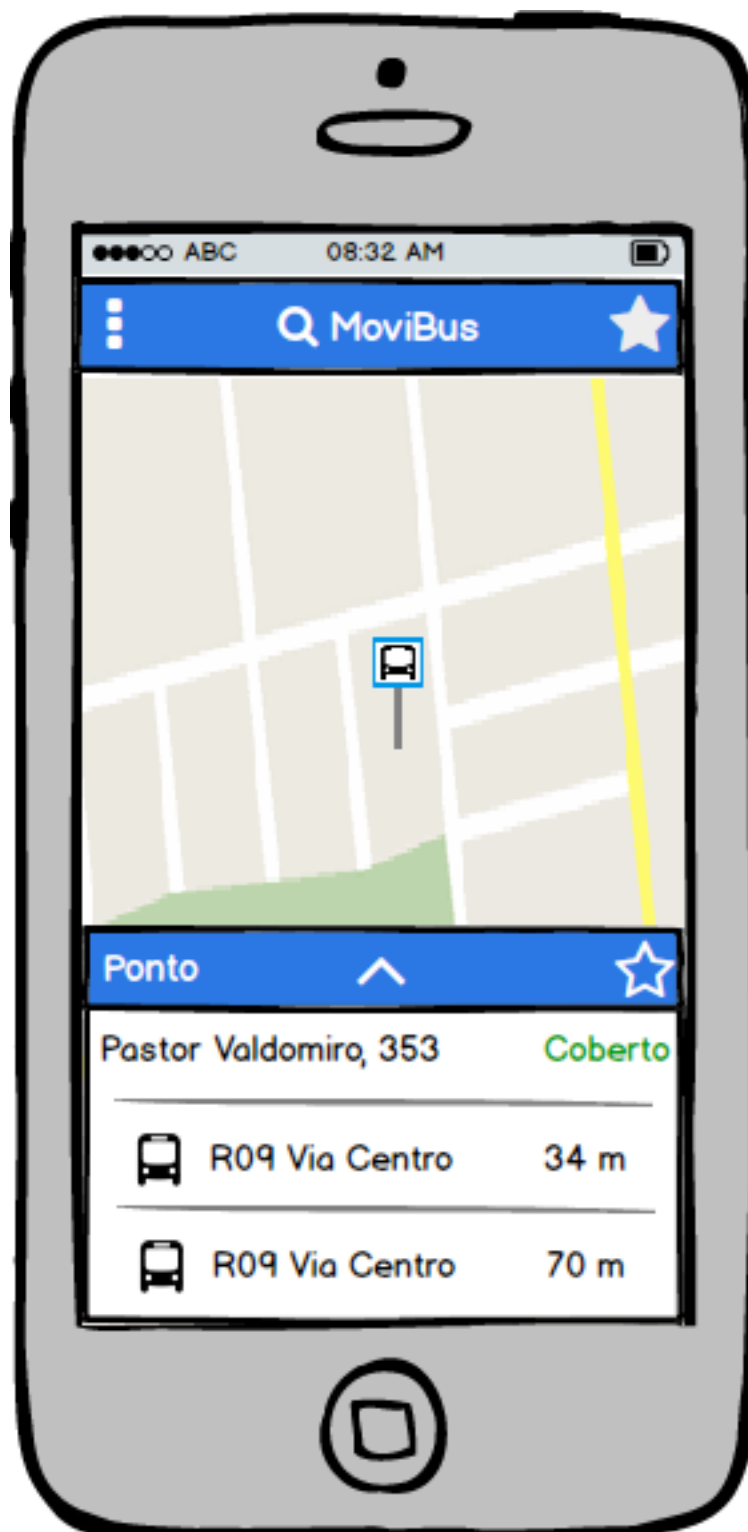 ABC 08:32 AM
MoviBus
Ponto
Pastor Valdomiro, 353 Coberto
R09 Via Centro 34 m
R09 Via Centro 70 m